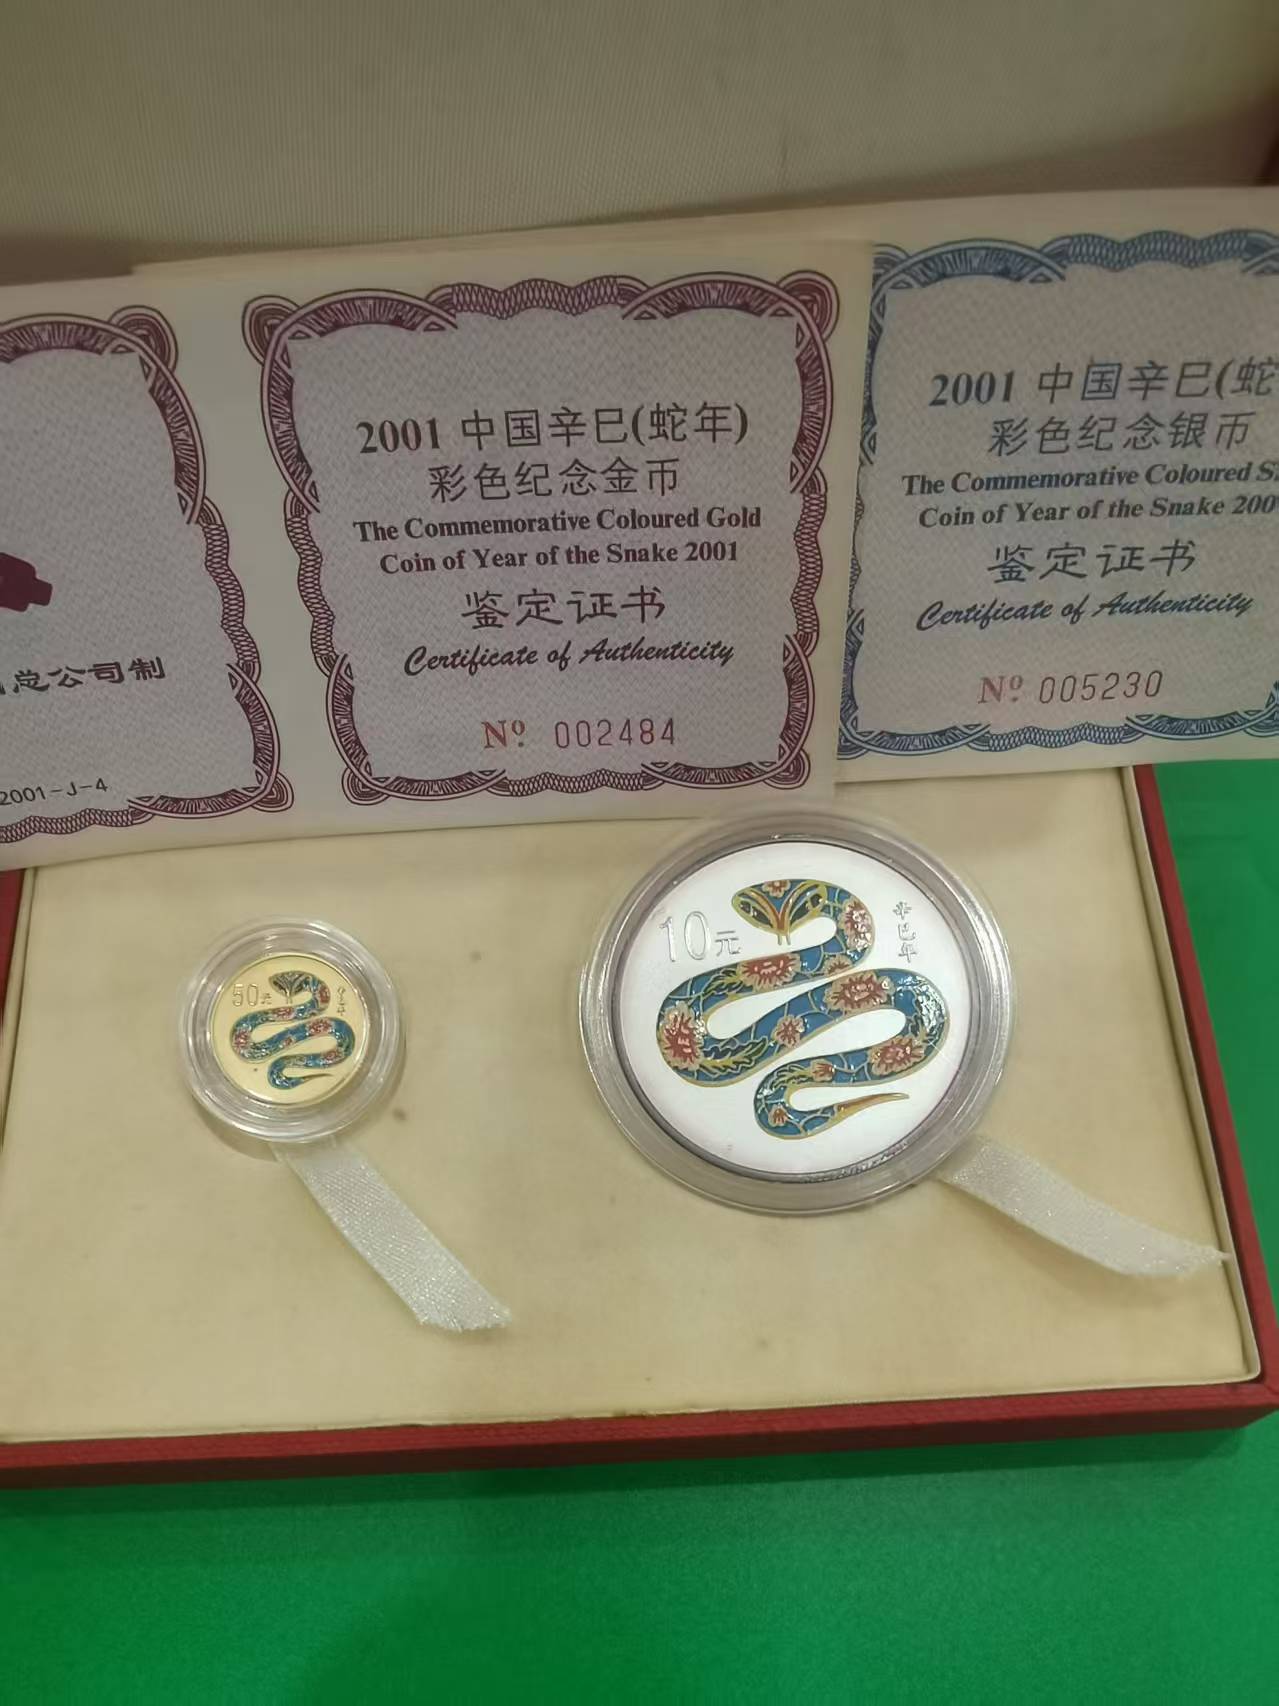 总公司制
2001-J-4
2001 中国辛巳(蛇年)
彩色纪念金币
The Commemorative Coloured Gold
Coin of Year of the Snake 2001
鉴定证书
Certificate of Authenticity
Nº 002484
2001 中国辛巳(蛇
彩色纪念银币
The Commemorative Coloured
Coin of Year of the Snake 200
鉴定证书
Certificate of Authenticity
Nº 005230
50元
10元
辛巳年